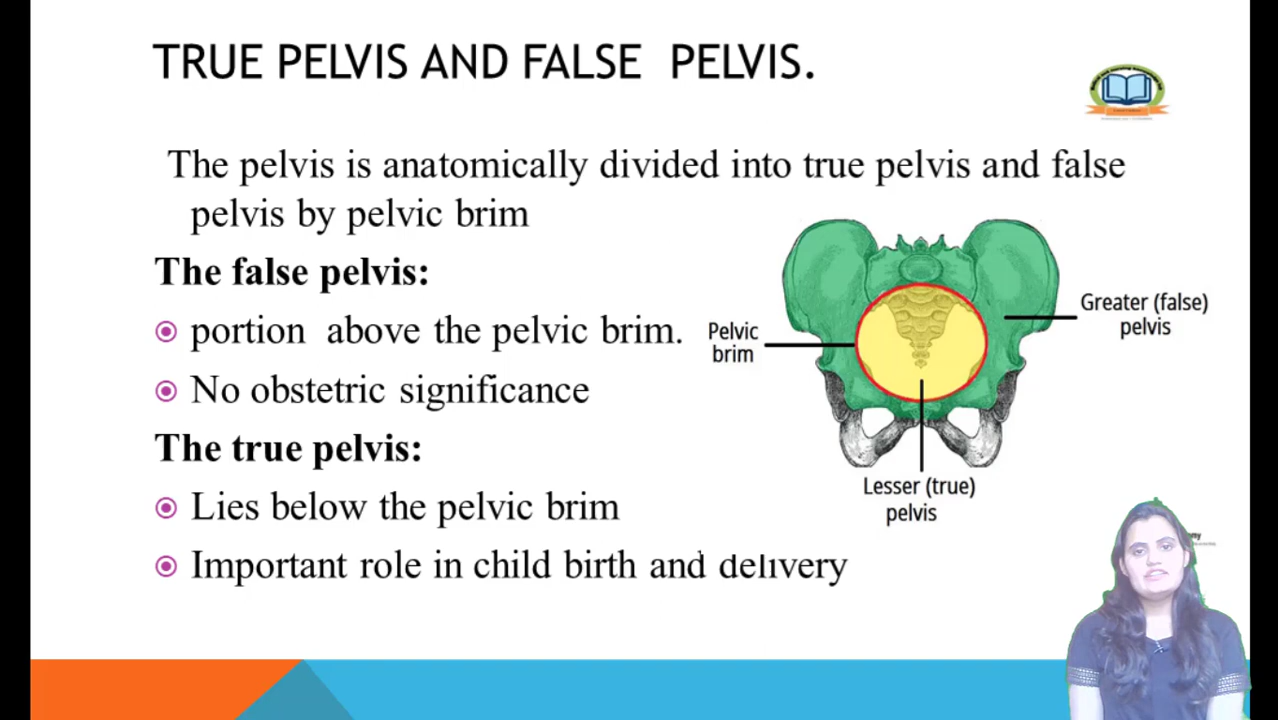 TRUE PELVIS AND FALSE PELVIS.
The pelvis is anatomically divided into true pelvis and false
pelvis by pelvic brim
The false pelvis:
portion above the pelvic brim.
No obstetric significance
The true pelvis:
Lies below the pelvic brim
Important role in child birth and delivery
Pelvic
brim
Greater (false)
pelvis
Lesser (true)
pelvis